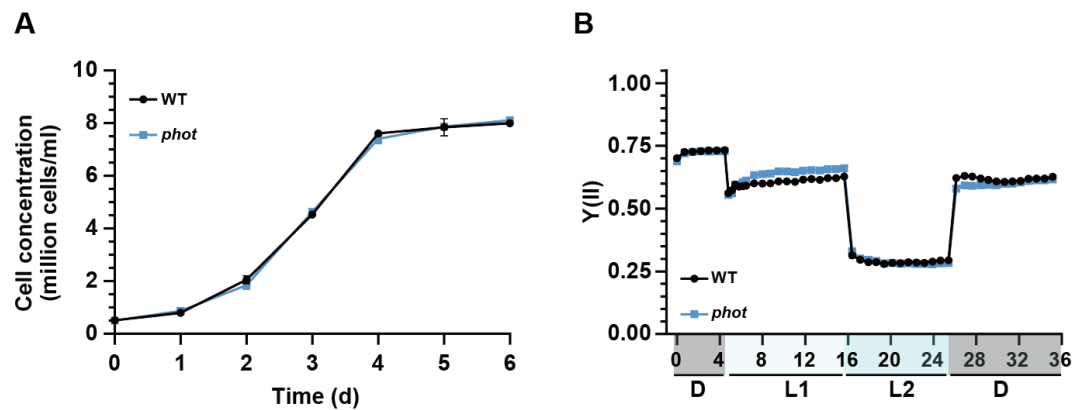 A
B
10
8
6
4
2
0
Cell concentration
(million cells/ml)
WT
phot
0 1 2 3 4 5 6
Time (d)
1.00
0.75
0.50
0.25
0.00
Y(II)
WT
phot
0 4 8 12 16 20 24 28 32 36
D L1 L2 D